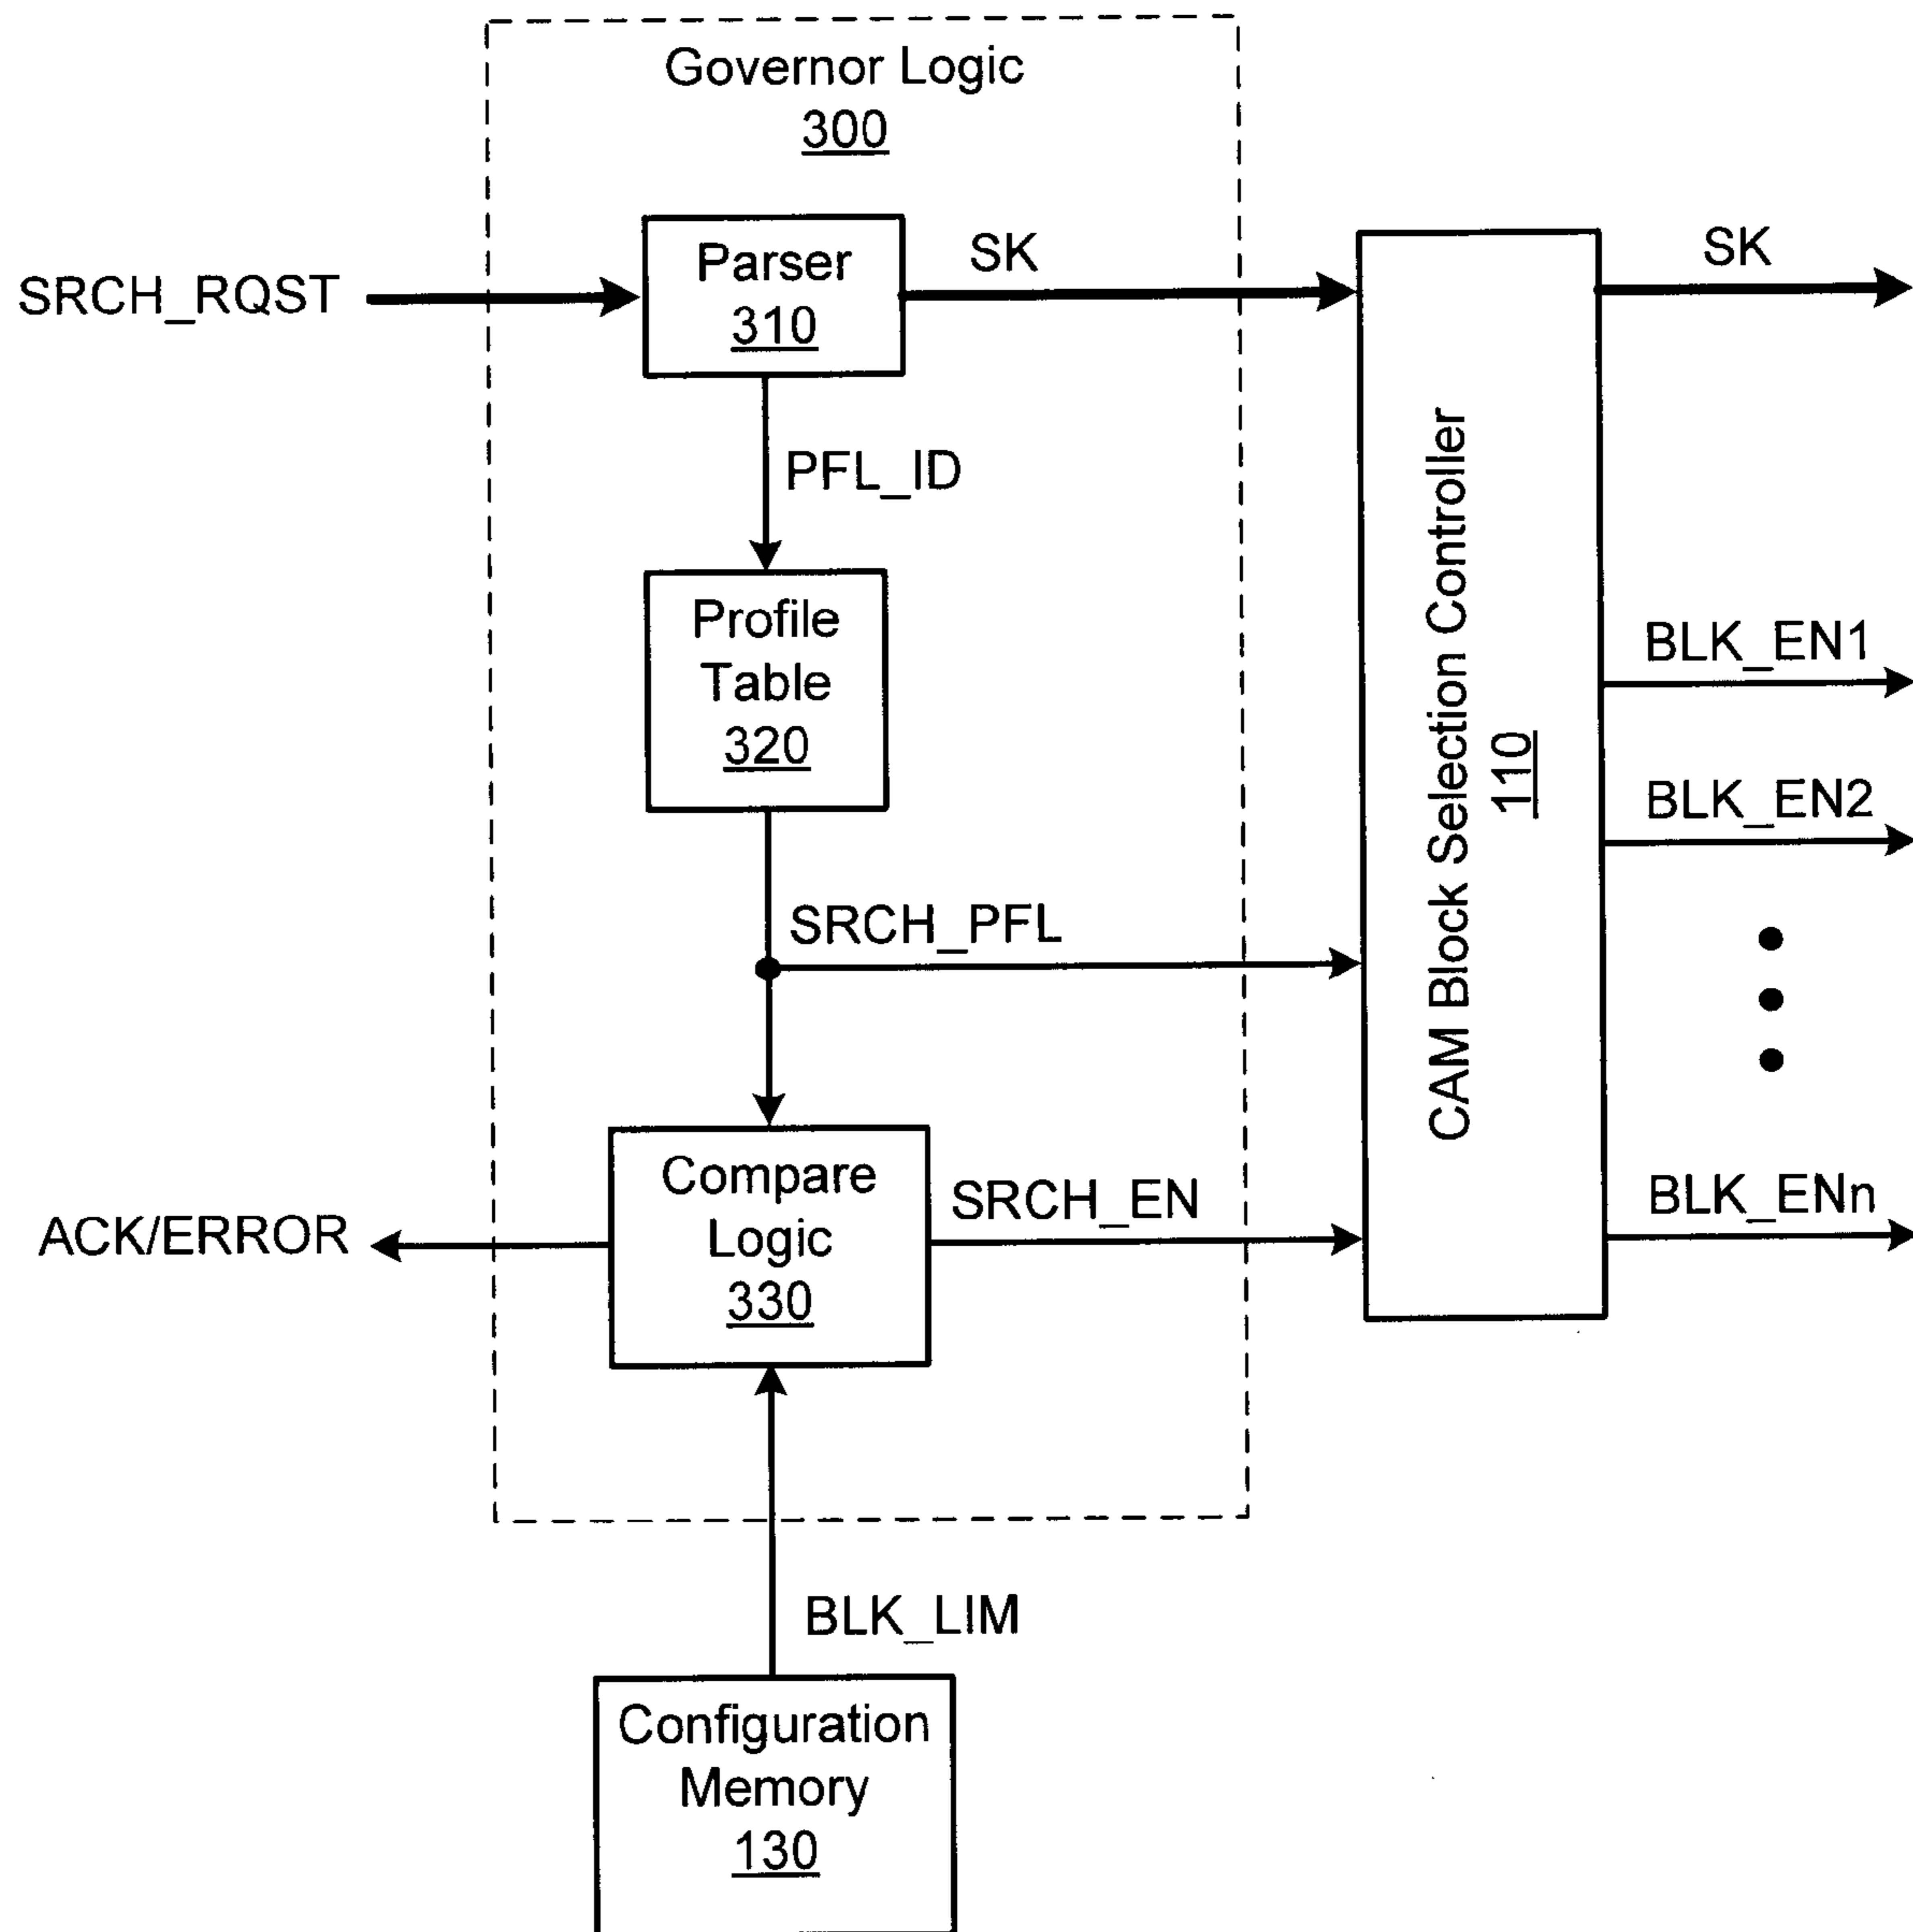 Governor Logic
300
SRCH_RQST
Parser
310
SK
SK
PFL_ID
Profile
Table
320
SRCH_PFL
CAM Block Selection Controller
110
BLK_EN1
BLK_EN2
BLK_ENn
Compare
Logic
330
SRCH_EN
ACK/ERROR
BLK_LIM
Configuration
Memory
130